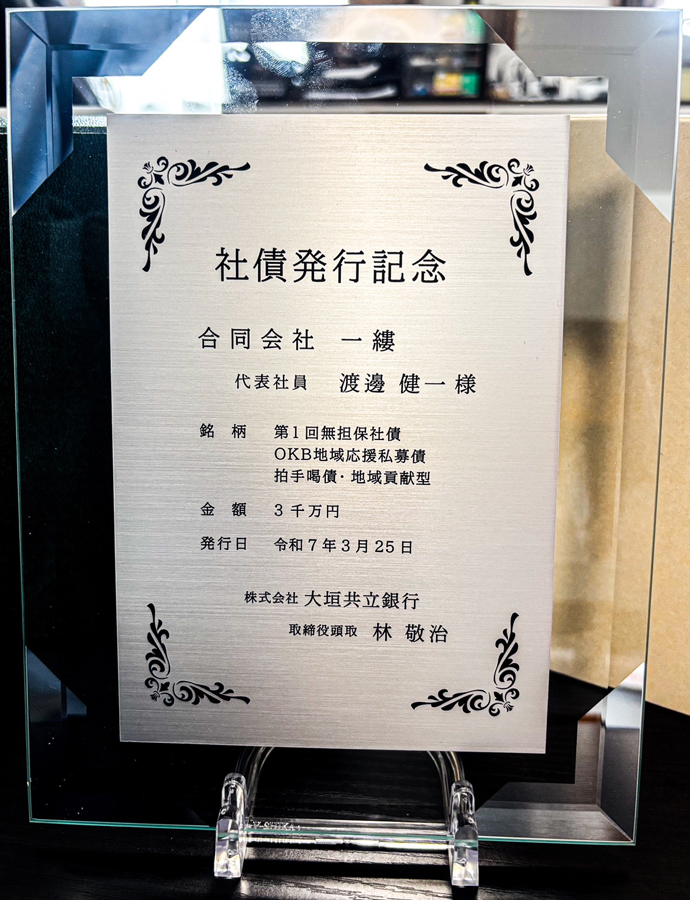 社債発行記念
合同会社 一縷
代表社員 渡邊 健一 様
銘 柄 第1回無担保社債
OKB地域応援私募債
拍手喝債・地域貢献型
金 額 3千万円
発行日 令和7年3月25日
株式会社 大垣共立銀行
取締役頭取 林 敬治